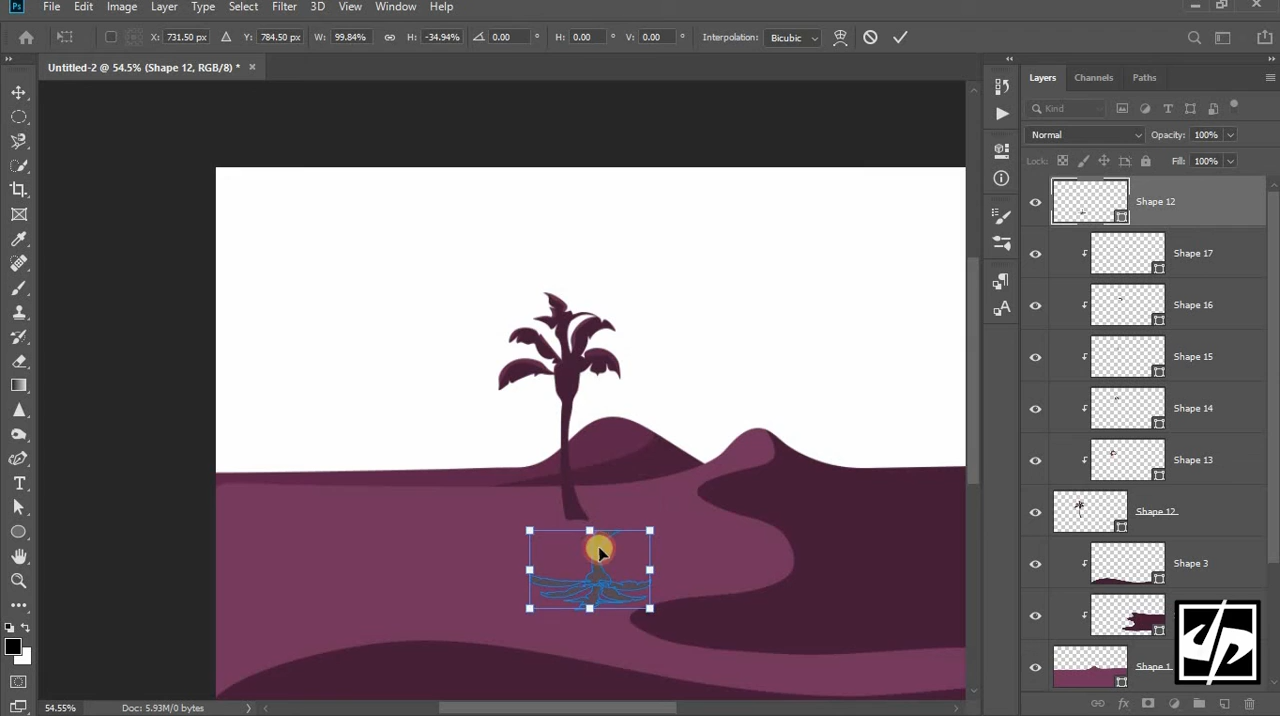 Ps File Edit Image Layer Type Select Filter 3D View Window Help
X: 731.50 px Y: 784.50 px W: 99.84% H: -34.94% 0.00 ° H: 0.00 ° V: 0.00 ° Interpolation: Bicubic
Untitled-2 @ 54.5% (Shape 12, RGB/8) *
Layers Channels Paths
Kind
Normal Opacity: 100%
Lock: Fill: 100%
Shape 12
Shape 17
Shape 16
Shape 15
Shape 14
Shape 13
Shape 12
Shape 3
Shape 1
54.55% Doc: 5.93M/0 bytes